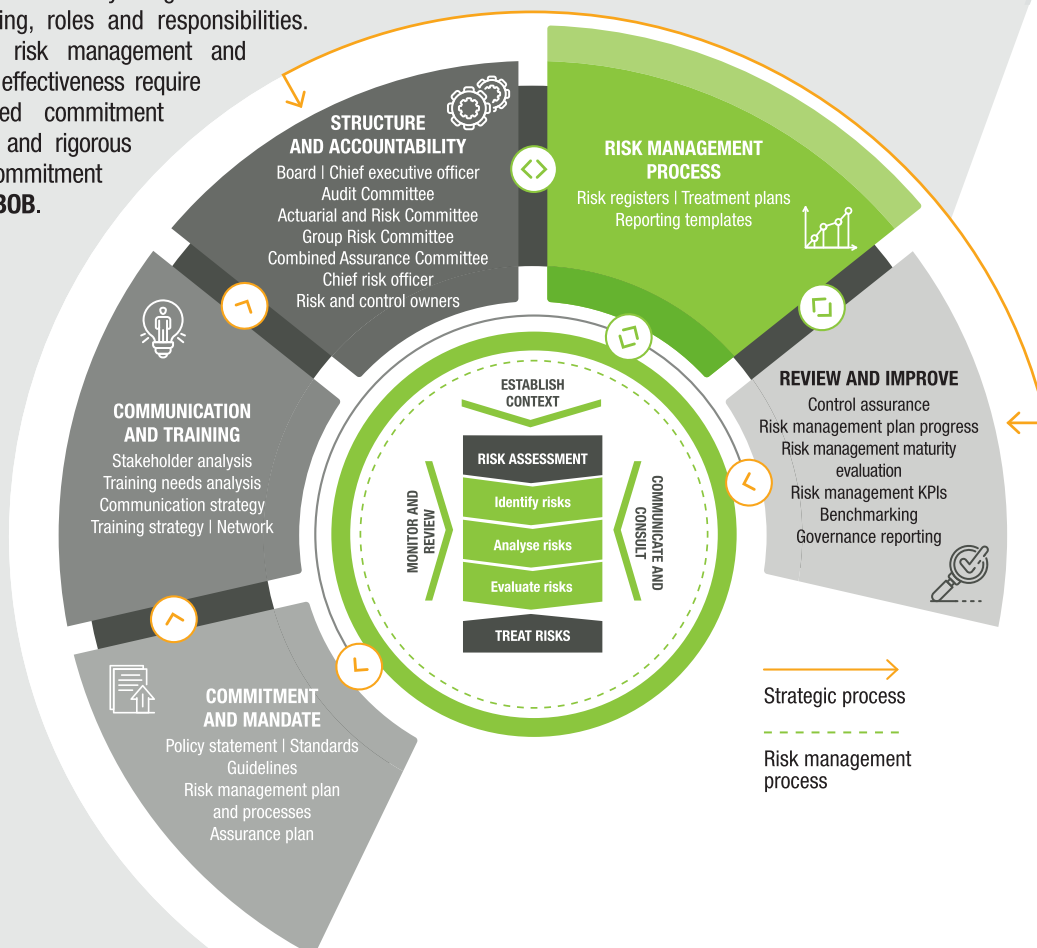 ing, roles and responsibilities.
risk management and
effectiveness require
ed commitment
and rigorous
ommitment
BOB.
STRUCTURE
AND ACCOUNTABILITY
Board | Chief executive officer
Audit Committee
Actuarial and Risk Committee
Group Risk Committee
Combined Assurance Committee
Chief risk officer
Risk and control owners
RISK MANAGEMENT
PROCESS
Risk registers | Treatment plans
Reporting templates
REVIEW AND IMPROVE
Control assurance
Risk management plan progress
Risk management maturity
evaluation
Risk management KPIs
Benchmarking
Governance reporting
COMMUNICATION
AND TRAINING
Stakeholder analysis
Training needs analysis
Communication strategy
Training strategy | Network
COMMITMENT
AND MANDATE
Policy statement | Standards
Guidelines
Risk management plan
and processes
Assurance plan
ESTABLISH
CONTEXT
RISK ASSESSMENT
Identify risks
Analyse risks
Evaluate risks
TREAT RISKS
MONITOR AND
REVIEW
COMMUNICATE AND
CONSULT
Strategic process
Risk management
process